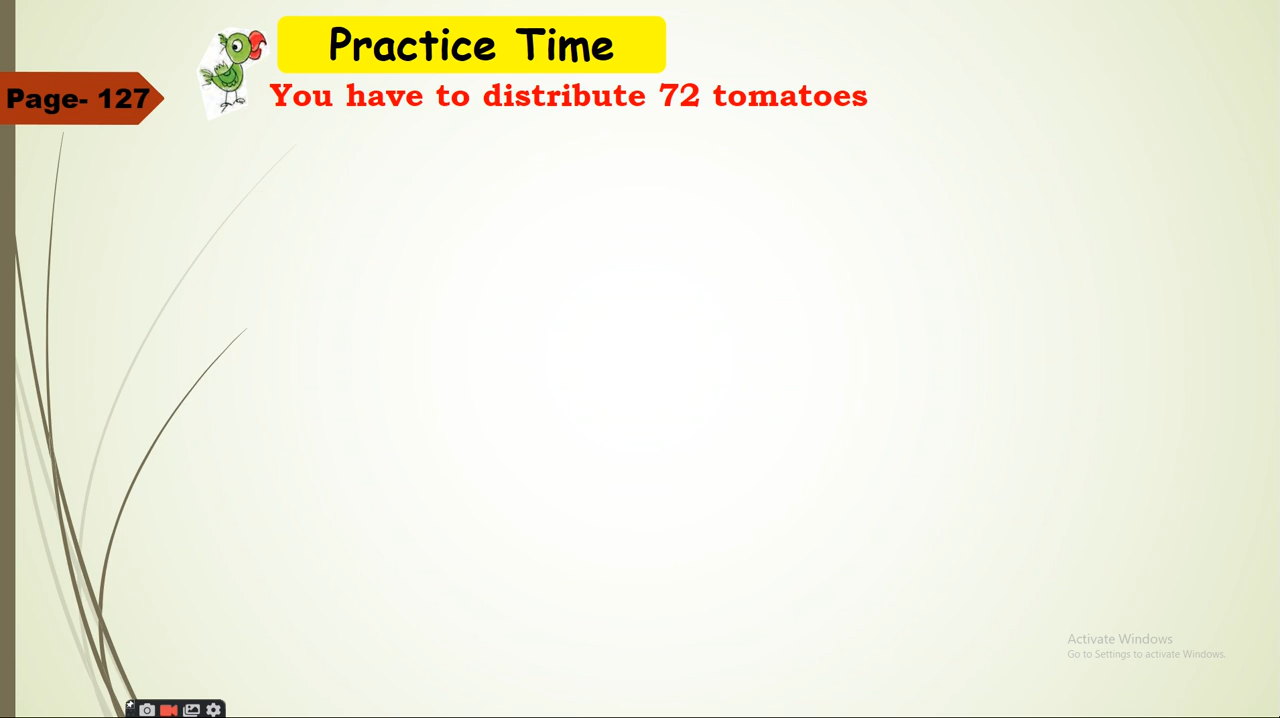 Practice Time
Page- 127
You have to distribute 72 tomatoes
Activate Windows
Go to Settings to activate Windows.